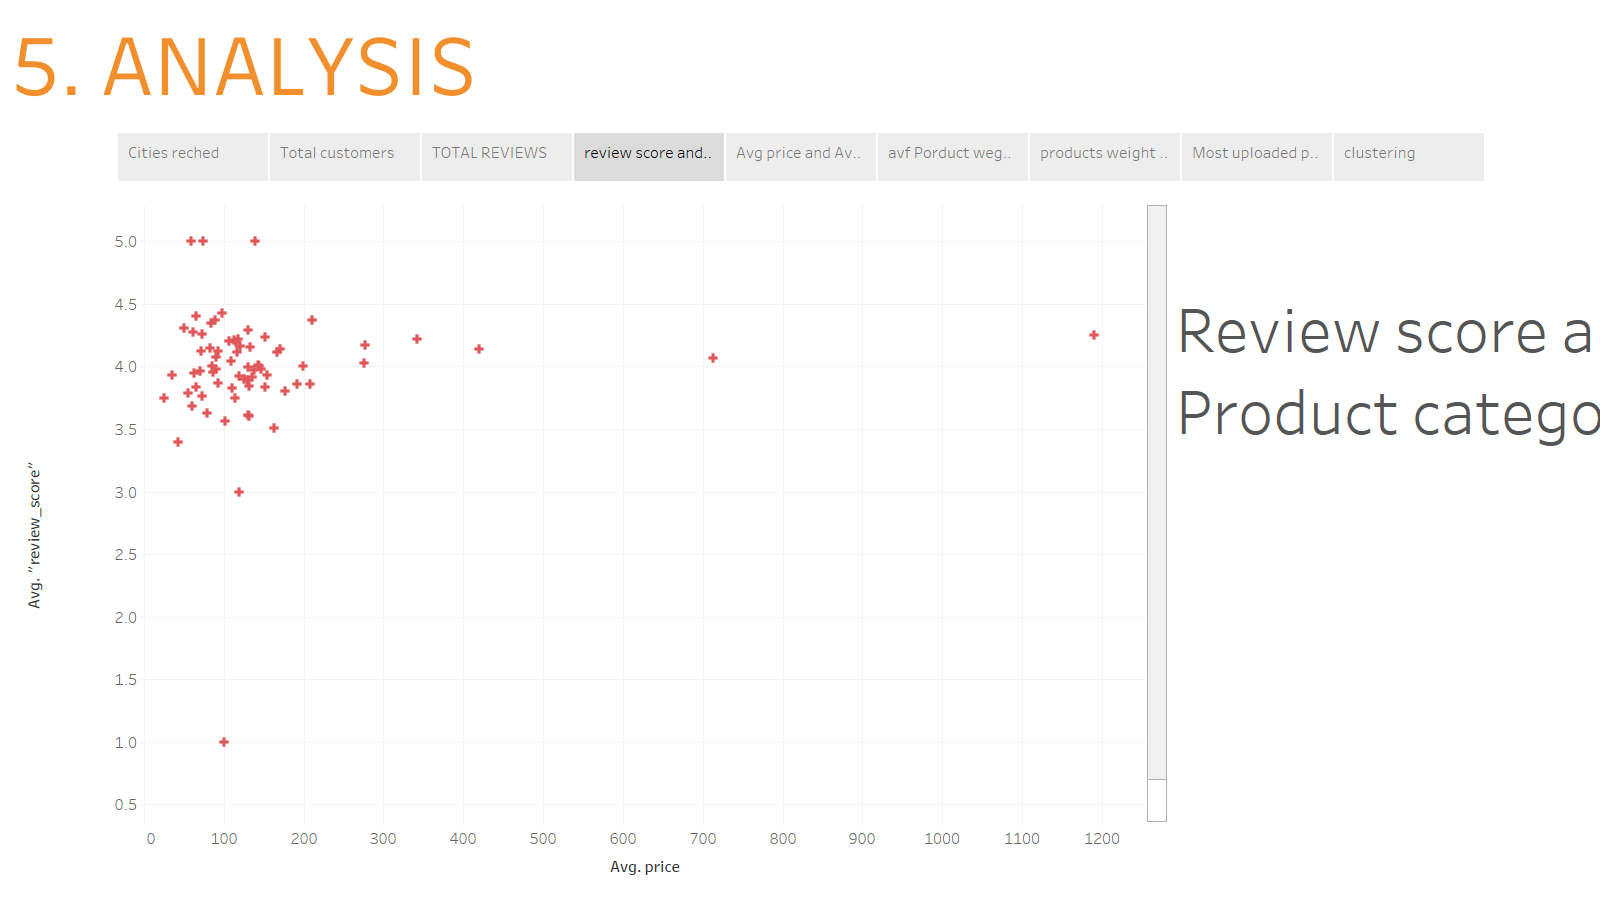 5. ANALYSIS
Cities reched
Total customers
TOTAL REVIEWS
review score and..
Avg price and Av..
avf Porduct weg..
products weight ..
Most uploaded p..
clustering
5.0
4.5
4.0
3.5
3.0
2.5
2.0
1.5
1.0
0.5
Avg. "review_score"
0 100 200 300 400 500 600 700 800 900 1000 1100 1200
Avg. price
Review score a
Product catego